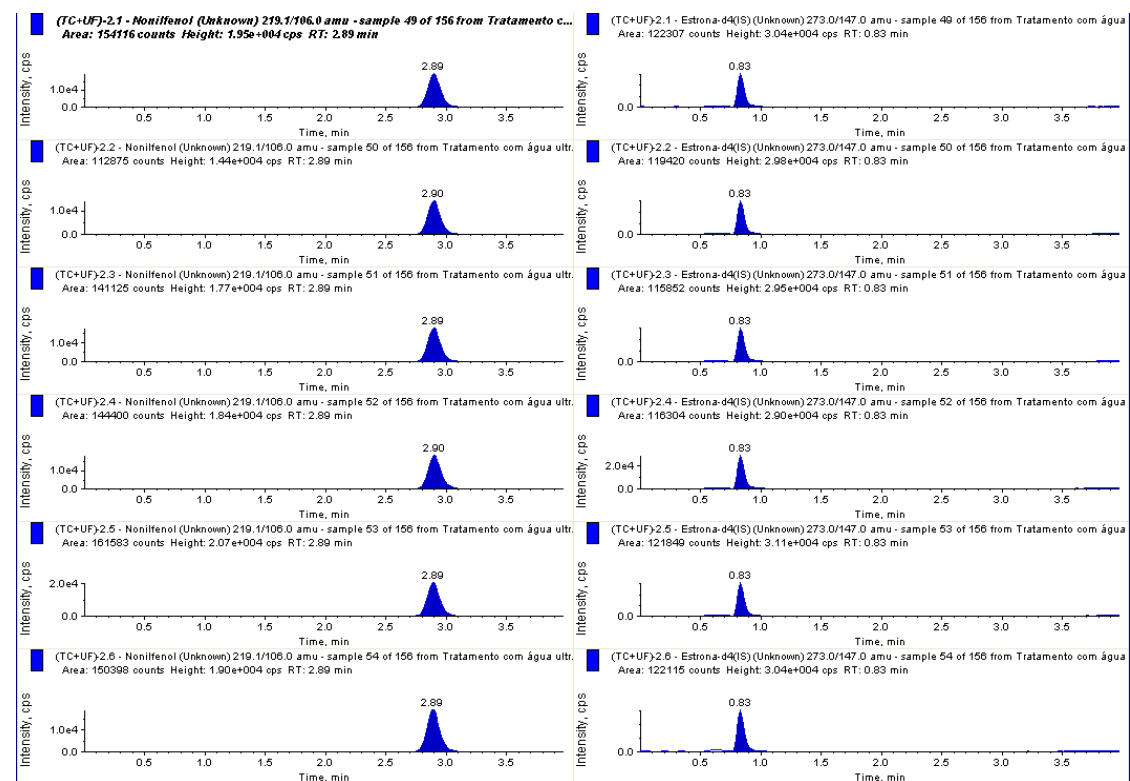 (TC+UF)-2.1 - Nonilfenol (Unknown) 219.1/106.0 amu - sample 49 of 156 from Tratamento c...
Area: 154116 counts Height: 1.95e+004 cps RT: 2.89 min
2.89
Intensity, cps
1.0e4
0.0
0.5 1.0 1.5 2.0 2.5 3.0 3.5
Time, min
(TC+UF)-2.1 - Estrona-d4(IS) (Unknown) 273.0/147.0 amu - sample 49 of 156 from Tratamento com água
Area: 122307 counts Height: 3.04e+004 cps RT: 0.83 min
0.83
Intensity, cps
0.0
0.5 1.0 1.5 2.0 2.5 3.0 3.5
Time, min
(TC+UF)-2.2 - Nonilfenol (Unknown) 219.1/106.0 amu - sample 50 of 156 from Tratamento com água ultr.
Area: 112875 counts Height: 1.44e+004 cps RT: 2.89 min
2.90
Intensity, cps
1.0e4
0.0
0.5 1.0 1.5 2.0 2.5 3.0 3.5
Time, min
(TC+UF)-2.2 - Estrona-d4(IS) (Unknown) 273.0/147.0 amu - sample 50 of 156 from Tratamento com água
Area: 119420 counts Height: 2.98e+004 cps RT: 0.83 min
0.83
Intensity, cps
0.0
0.5 1.0 1.5 2.0 2.5 3.0 3.5
Time, min
(TC+UF)-2.3 - Nonilfenol (Unknown) 219.1/106.0 amu - sample 51 of 156 from Tratamento com água ultr.
Area: 141125 counts Height: 1.77e+004 cps RT: 2.89 min
2.89
Intensity, cps
1.0e4
0.0
0.5 1.0 1.5 2.0 2.5 3.0 3.5
Time, min
(TC+UF)-2.3 - Estrona-d4(IS) (Unknown) 273.0/147.0 amu - sample 51 of 156 from Tratamento com água
Area: 115852 counts Height: 2.95e+004 cps RT: 0.83 min
0.83
Intensity, cps
0.0
0.5 1.0 1.5 2.0 2.5 3.0 3.5
Time, min
(TC+UF)-2.4 - Nonilfenol (Unknown) 219.1/106.0 amu - sample 52 of 156 from Tratamento com água ultr.
Area: 144400 counts Height: 1.84e+004 cps RT: 2.89 min
2.90
Intensity, cps
1.0e4
0.0
0.5 1.0 1.5 2.0 2.5 3.0 3.5
Time, min
(TC+UF)-2.4 - Estrona-d4(IS) (Unknown) 273.0/147.0 amu - sample 52 of 156 from Tratamento com água
Area: 116304 counts Height: 2.90e+004 cps RT: 0.83 min
0.83
Intensity, cps
2.0e4
0.0
0.5 1.0 1.5 2.0 2.5 3.0 3.5
Time, min
(TC+UF)-2.5 - Nonilfenol (Unknown) 219.1/106.0 amu - sample 53 of 156 from Tratamento com água ultr.
Area: 161583 counts Height: 2.07e+004 cps RT: 2.89 min
2.89
Intensity, cps
2.0e4
0.0
0.5 1.0 1.5 2.0 2.5 3.0 3.5
Time, min
(TC+UF)-2.5 - Estrona-d4(IS) (Unknown) 273.0/147.0 amu - sample 53 of 156 from Tratamento com água
Area: 121849 counts Height: 3.11e+004 cps RT: 0.83 min
0.83
Intensity, cps
0.0
0.5 1.0 1.5 2.0 2.5 3.0 3.5
Time, min
(TC+UF)-2.6 - Nonilfenol (Unknown) 219.1/106.0 amu - sample 54 of 156 from Tratamento com água ultr.
Area: 150398 counts Height: 1.90e+004 cps RT: 2.89 min
2.89
Intensity, cps
1.0e4
0.0
0.5 1.0 1.5 2.0 2.5 3.0 3.5
Time, min
(TC+UF)-2.6 - Estrona-d4(IS) (Unknown) 273.0/147.0 amu - sample 54 of 156 from Tratamento com água
Area: 122115 counts Height: 3.04e+004 cps RT: 0.83 min
0.83
Intensity, cps
0.0
0.5 1.0 1.5 2.0 2.5 3.0 3.5
Time, min